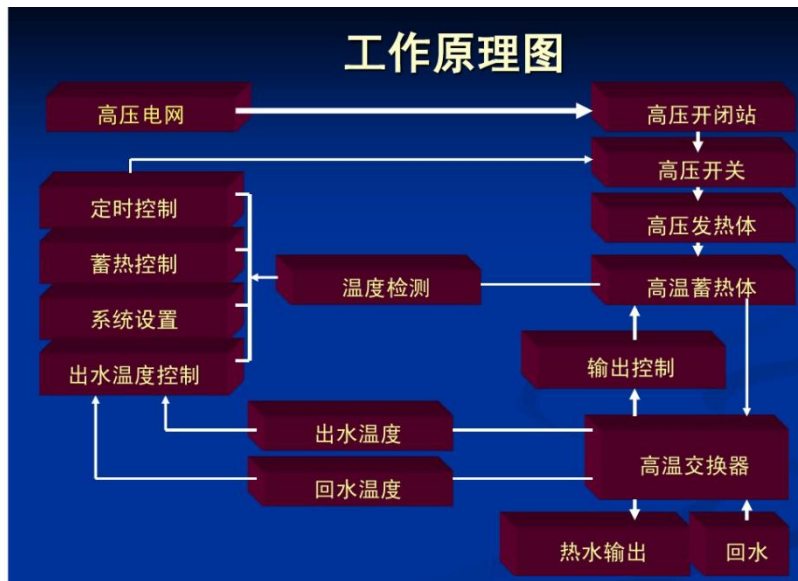 工作原理图
高压电网
高压开闭站
高压开关
定时控制
高压发热体
蓄热控制
温度检测
高温蓄热体
系统设置
出水温度控制
输出控制
出水温度
高温交换器
回水温度
热水输出
回水